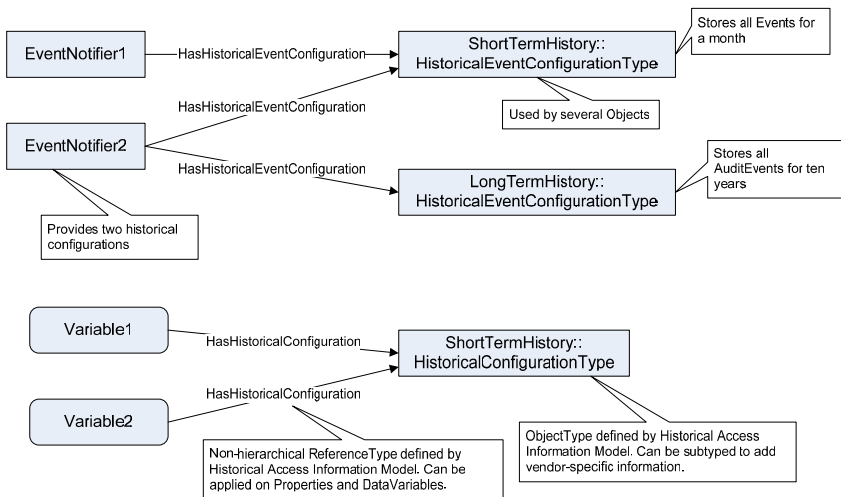 EventNotifier1
HasHistoricalEventConfiguration
ShortTermHistory::
HistoricalEventConfigurationType
Stores all Events for
a month
HasHistoricalEventConfiguration
Used by several Objects
EventNotifier2
HasHistoricalEventConfiguration
LongTermHistory::
HistoricalEventConfigurationType
Stores all
AuditEvents for ten
years
Provides two historical
configurations
Variable1
HasHistoricalConfiguration
ShortTermHistory::
HistoricalConfigurationType
HasHistoricalConfiguration
Variable2
Non-hierarchical ReferenceType defined by
Historical Access Information Model. Can be
applied on Properties and DataVariables.
ObjectType defined by Historical Access
Information Model. Can be subtyped to add
vendor-specific information.